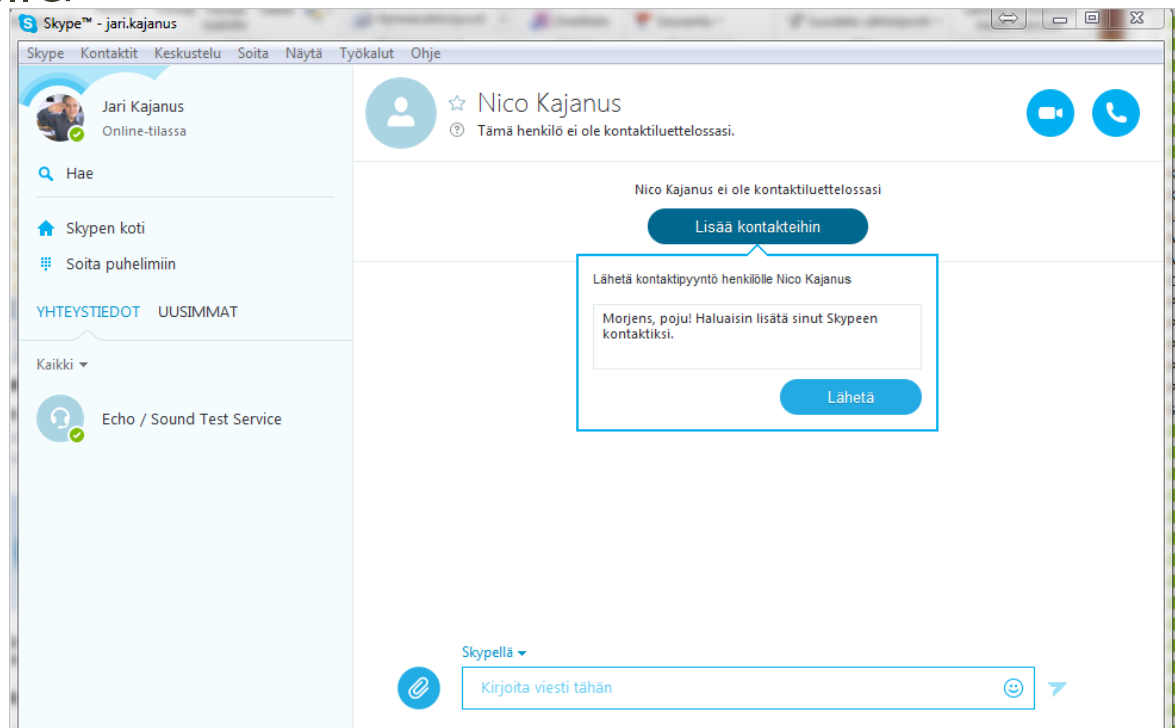 Skype™ - jari.kajanus
Skype Kontaktit Keskustelu Soita Näytä Työkalut Ohje
Jari Kajanus
Online-tilassa
Hae
Skypen koti
Soita puhelimiin
YHTEYSTIEDOT UUSIMMAT
Kaikki
Echo / Sound Test Service
Nico Kajanus
Tämä henkilö ei ole kontaktiluettelossasi.
Nico Kajanus ei ole kontaktiluettelossasi
Lisää kontakteihin
Lähetä kontaktipyyntö henkilölle Nico Kajanus
Morjens, poju! Haluaisin lisätä sinut Skypeen
kontaktiksi.
Lähetä
Skypellä
Kirjoita viesti tähän